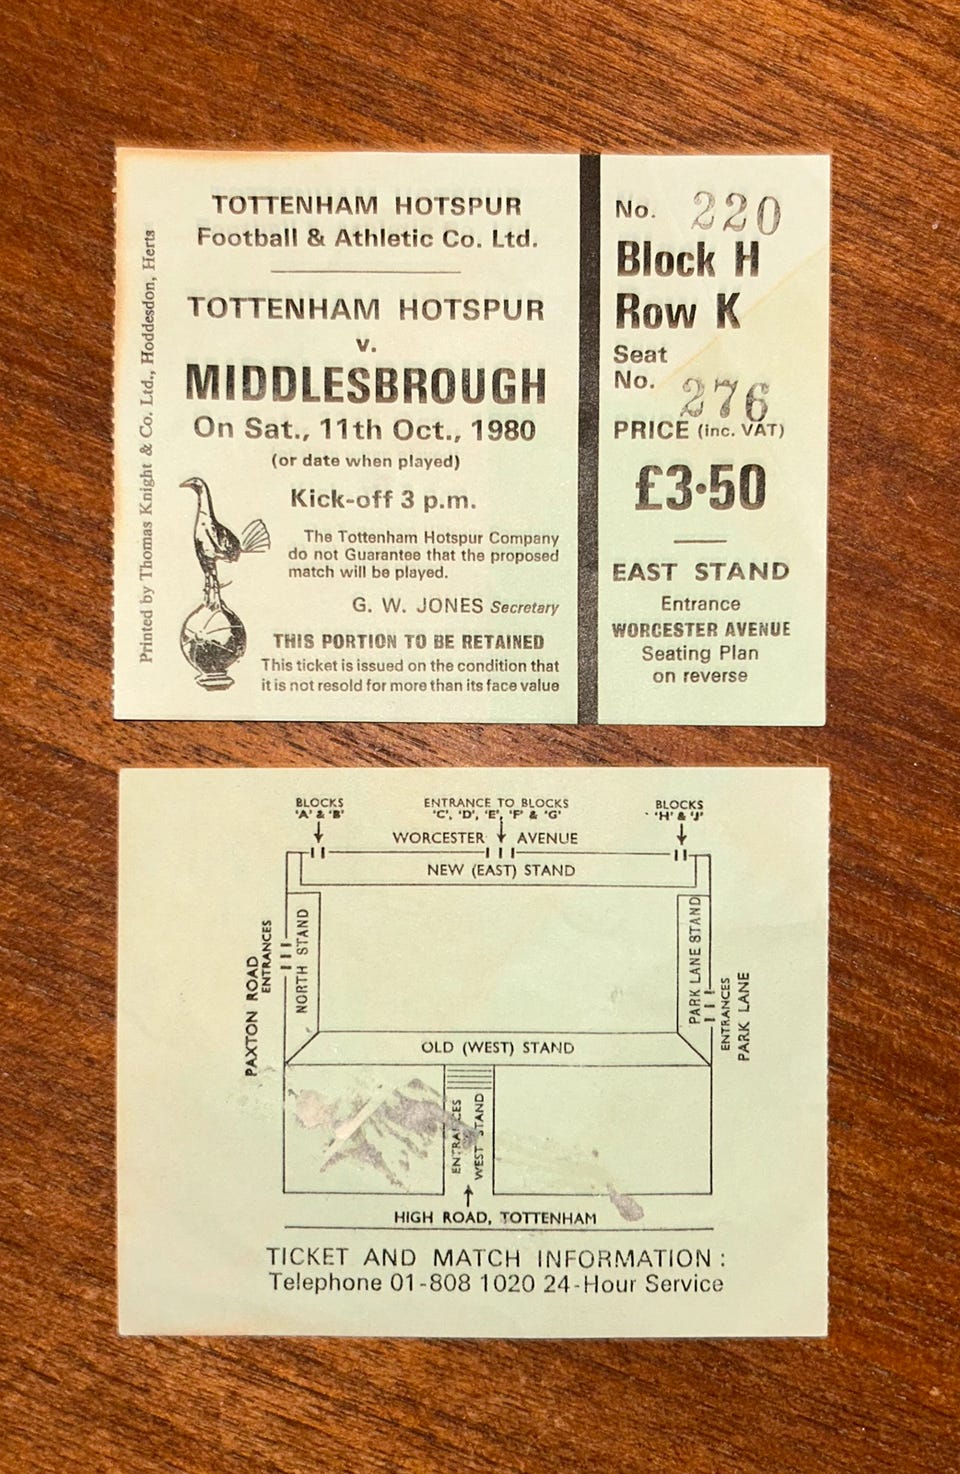 Printed by Thomas Knight & Co. Ltd., Hoddesdon, Herts
TOTTENHAM HOTSPUR
Football & Athletic Co. Ltd.
TOTTENHAM HOTSPUR
v.
MIDDLESBROUGH
On Sat., 11th Oct., 1980
(or date when played)
Kick-off 3 p.m.
The Tottenham Hotspur Company
do not Guarantee that the proposed
match will be played.
G. W. JONES Secretary
THIS PORTION TO BE RETAINED
This ticket is issued on the condition that
it is not resold for more than its face value
No. 220
Block H
Row K
Seat
No. 276
PRICE (inc. VAT)
£3·50
EAST STAND
Entrance
WORCESTER AVENUE
Seating Plan
on reverse
BLOCKS
'A' & 'B'
ENTRANCE TO BLOCKS
'C', 'D', 'E', 'F' & 'G'
BLOCKS
'H' & 'J'
WORCESTER AVENUE
NEW (EAST) STAND
PAXTON ROAD
ENTRANCES
NORTH STAND
PARK LANE STAND
ENTRANCES
PARK LANE
OLD (WEST) STAND
ENTRANCES
WEST STAND
HIGH ROAD, TOTTENHAM
TICKET AND MATCH INFORMATION :
Telephone 01-808 1020 24-Hour Service